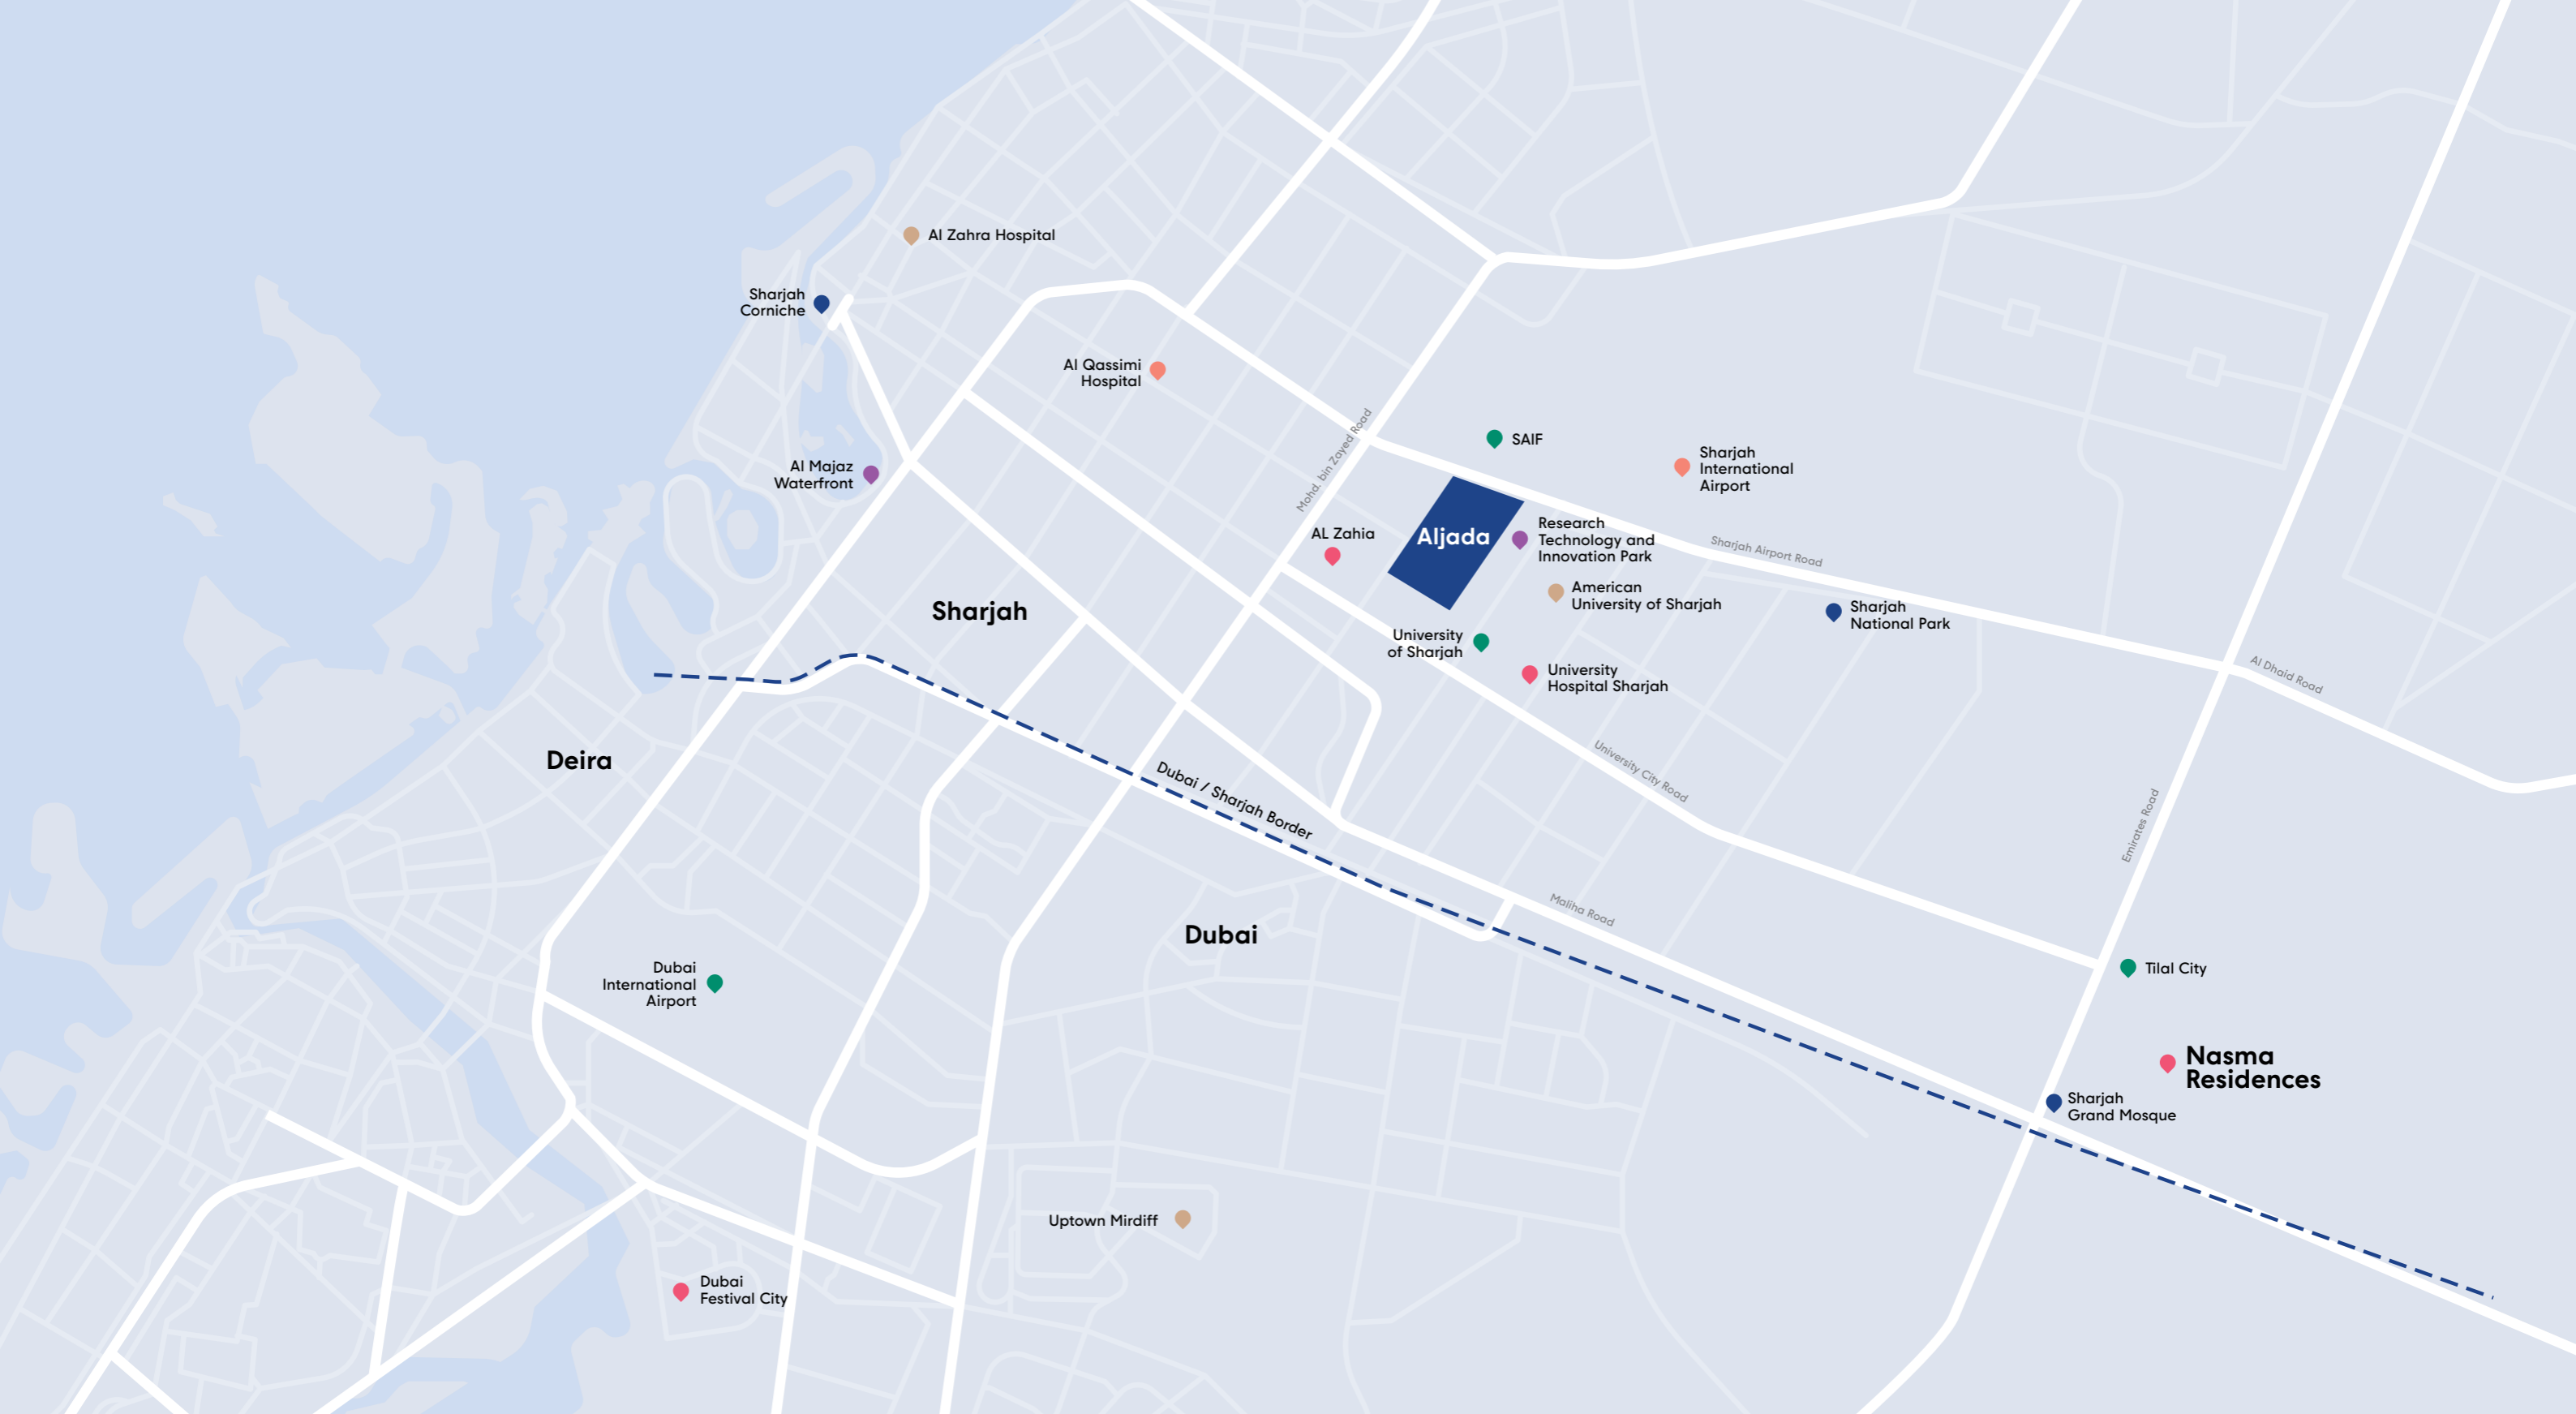 Al Zahra Hospital
Sharjah
Corniche
Al Qassimi
Hospital
Mohd. bin Zayed Road
SAIF
Sharjah
International
Airport
Al Majaz
Waterfront
AL Zahia
Aljada
Research
Technology and
Innovation Park
Sharjah Airport Road
American
University of Sharjah
Sharjah
National Park
Sharjah
University
of Sharjah
University
Hospital Sharjah
Al Dhaid Road
Deira
University City Road
Dubai / Sharjah Border
Emirates Road
Maliha Road
Dubai
Dubai
International
Airport
Tilal City
Nasma
Residences
Sharjah
Grand Mosque
Uptown Mirdiff
Dubai
Festival City